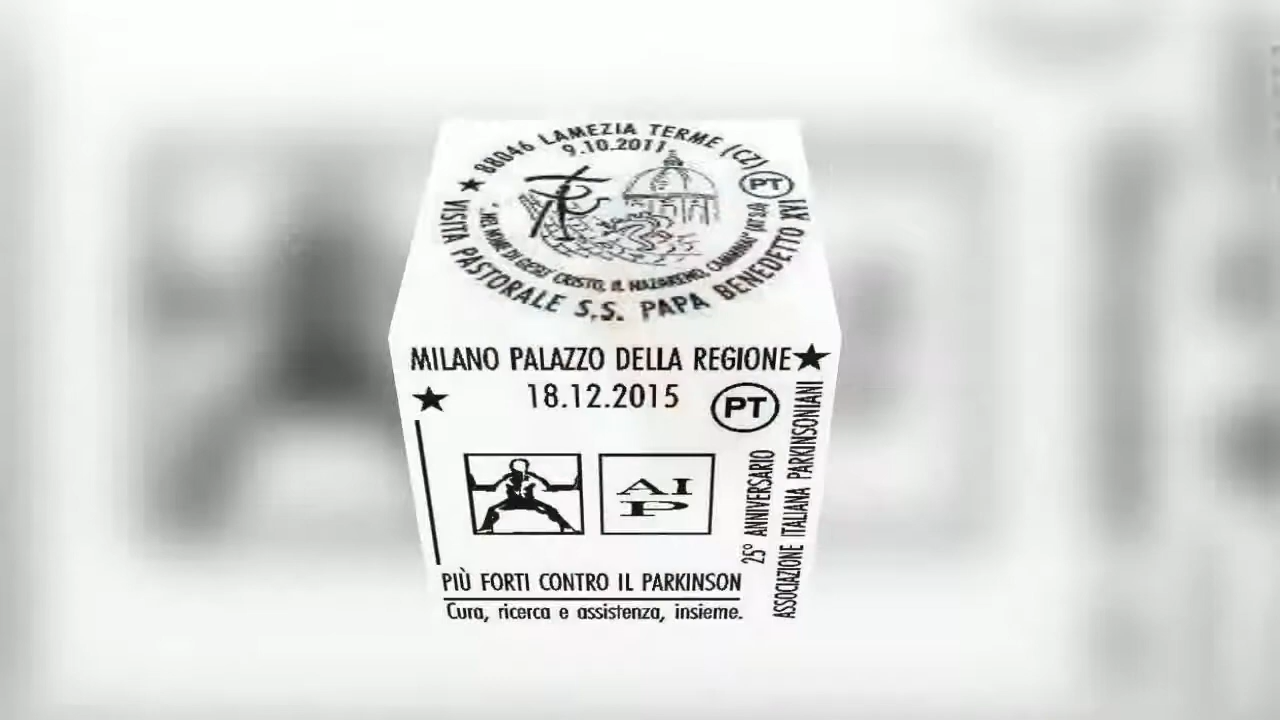 ★ 88046 LAMEZIA TERME (CZ)
9.10.2011
PT
"NEL NOME DI GESÙ CRISTO, IL NAZARENO, CAMMINA!" (AT 3,6)
VISITA PASTORALE S.S. PAPA BENEDETTO XVI
MILANO PALAZZO DELLA REGIONE★
★ 18.12.2015
PT
AI
P
25° ANNIVERSARIO
ASSOCIAZIONE ITALIANA PARKINSONIANI
PIÙ FORTI CONTRO IL PARKINSON
Cura, ricerca e assistenza, insieme.